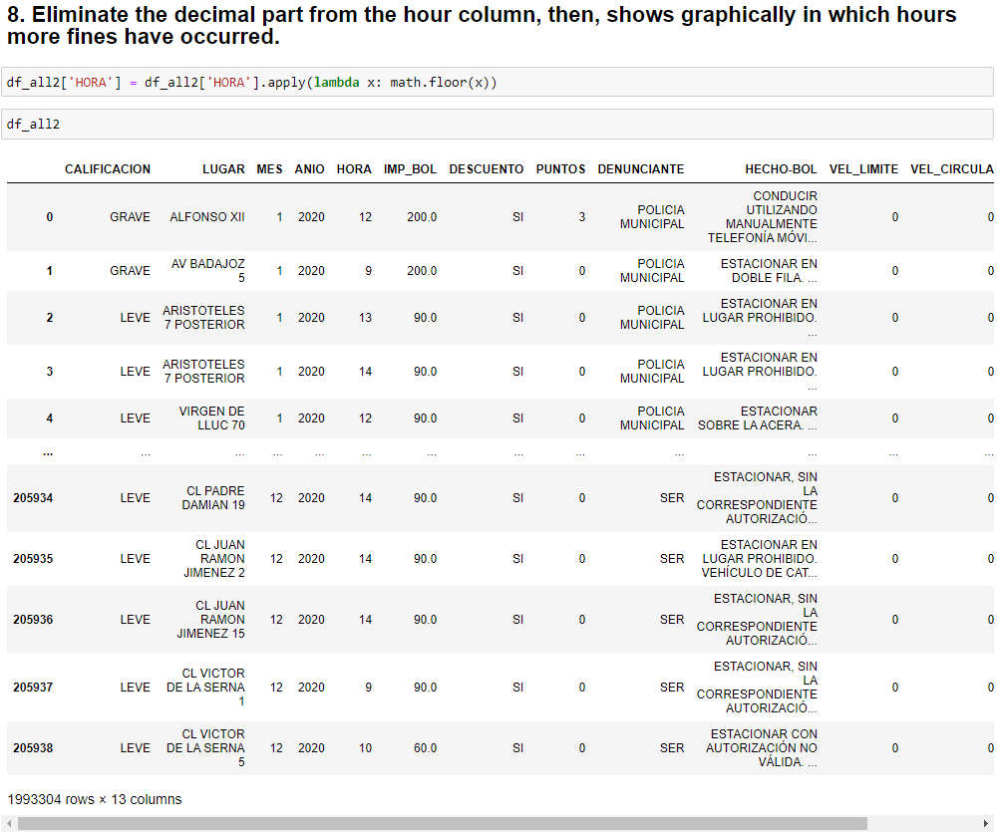 8. Eliminate the decimal part from the hour column, then, shows graphically in which hours
more fines have occurred.
df_all2['HORA'] = df_all2['HORA'].apply(lambda x: math.floor(x))
df_all2
CALIFICACION LUGAR MES ANIO HORA IMP_BOL DESCUENTO PUNTOS DENUNCIANTE HECHO-BOL VEL_LIMITE VEL_CIRCULA
0 GRAVE ALFONSO XII 1 2020 12 200.0 SI 3 POLICIA MUNICIPAL CONDUCIR UTILIZANDO MANUALMENTE TELEFONÍA MÓVI... 0 0
1 GRAVE AV BADAJOZ 5 1 2020 9 200.0 SI 0 POLICIA MUNICIPAL ESTACIONAR EN DOBLE FILA. ... 0 0
2 LEVE ARISTOTELES 7 POSTERIOR 1 2020 13 90.0 SI 0 POLICIA MUNICIPAL ESTACIONAR EN LUGAR PROHIBIDO. ... 0 0
3 LEVE ARISTOTELES 7 POSTERIOR 1 2020 14 90.0 SI 0 POLICIA MUNICIPAL ESTACIONAR EN LUGAR PROHIBIDO. ... 0 0
4 LEVE VIRGEN DE LLUC 70 1 2020 12 90.0 SI 0 POLICIA MUNICIPAL ESTACIONAR SOBRE LA ACERA. ... 0 0
... ... ... ... ... ... ... ... ... ... ... ... ...
205934 LEVE CL PADRE DAMIAN 19 12 2020 14 90.0 SI 0 SER ESTACIONAR, SIN LA CORRESPONDIENTE AUTORIZACIÓ... 0 0
205935 LEVE CL JUAN RAMON JIMENEZ 2 12 2020 14 90.0 SI 0 SER ESTACIONAR EN LUGAR PROHIBIDO. VEHÍCULO DE CAT... 0 0
205936 LEVE CL JUAN RAMON JIMENEZ 15 12 2020 14 90.0 SI 0 SER ESTACIONAR, SIN LA CORRESPONDIENTE AUTORIZACIÓ... 0 0
205937 LEVE CL VICTOR DE LA SERNA 1 12 2020 9 90.0 SI 0 SER ESTACIONAR, SIN LA CORRESPONDIENTE AUTORIZACIÓ... 0 0
205938 LEVE CL VICTOR DE LA SERNA 5 12 2020 10 60.0 SI 0 SER ESTACIONAR CON AUTORIZACIÓN NO VÁLIDA. ... 0 0
1993304 rows × 13 columns